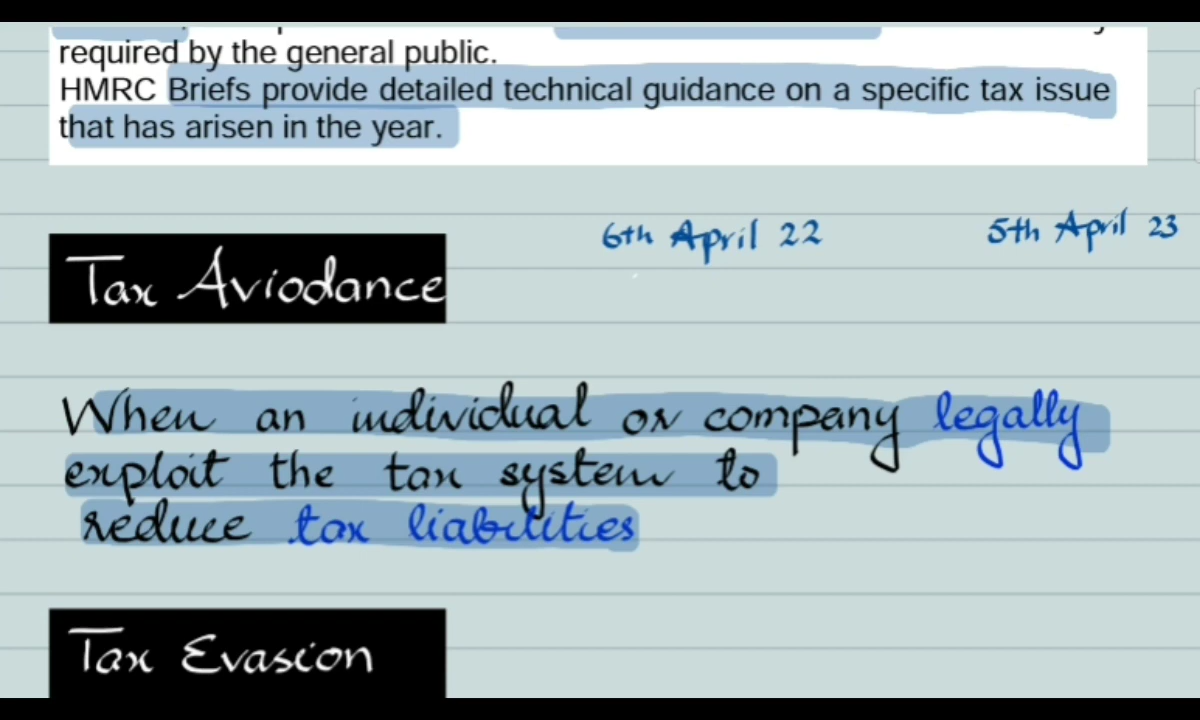 required by the general public.
HMRC Briefs provide detailed technical guidance on a specific tax issue
that has arisen in the year.
6th April 22 5th April 23
Tax Aviodance
When an individual or company legally
exploit the tax system to
reduce tax liabilities
Tax Evasion